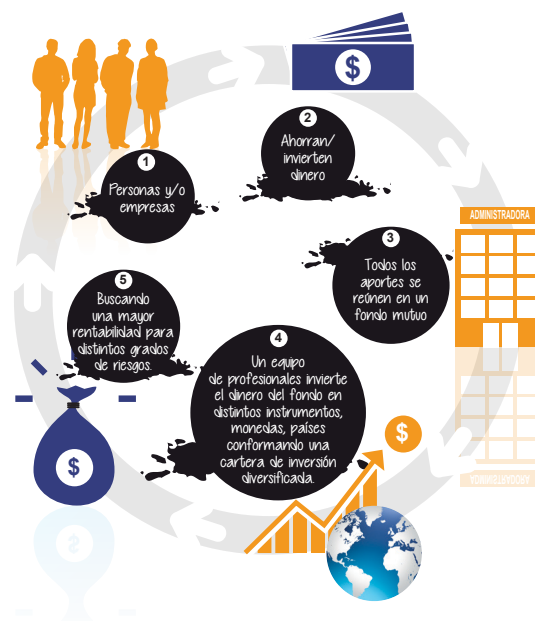 $
1
Personas y/o
empresas
2
Ahorran/
invierten
dinero
ADMINISTRADORA
3
Todos los
aportes se
reúnen en un
fondo mutuo
4
Un equipo
de profesionales invierte
el dinero del fondo en
distintos instrumentos,
monedas, países
conformando una
cartera de inversión
diversificada.
$
5
Buscando
una mayor
rentabilidad para
distintos grados
de riesgos.
$
$
ADMINISTRADORA